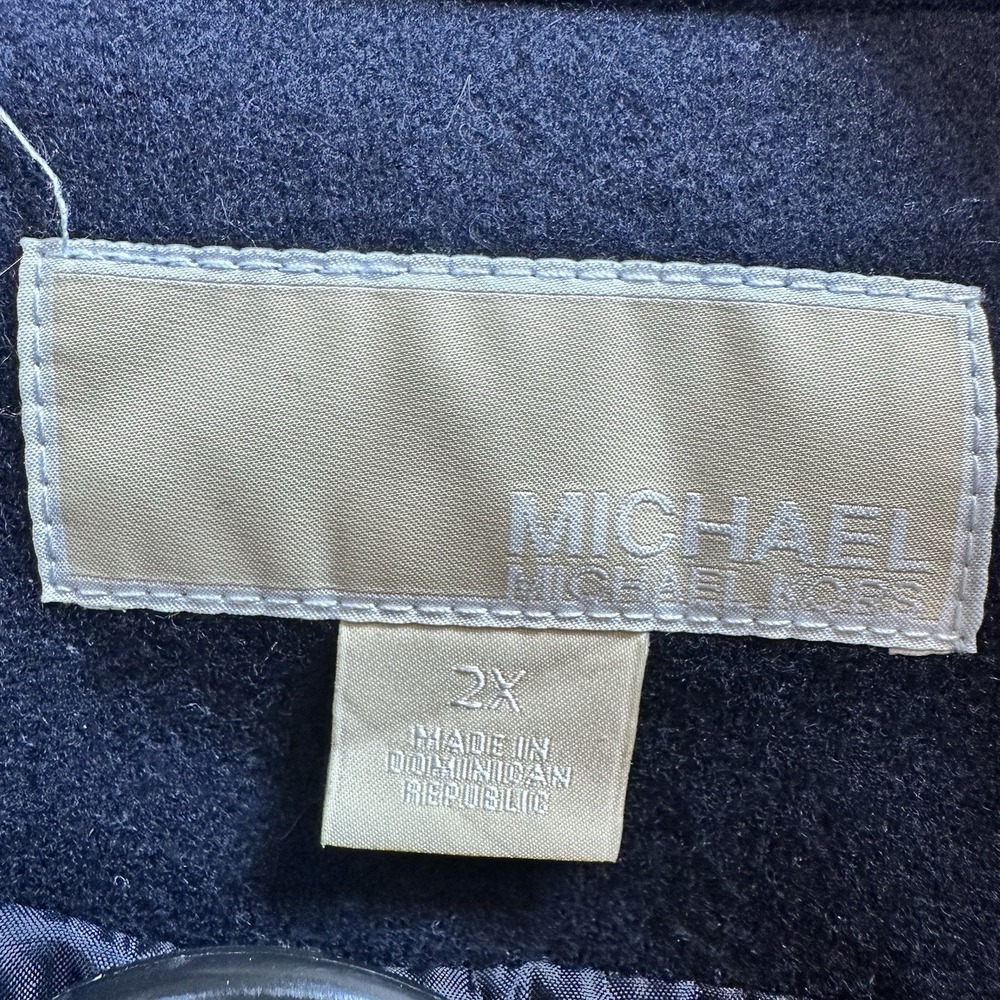 MICHAEL
MICHAEL KORS
2X
MADE IN
DOMINICAN
REPUBLIC